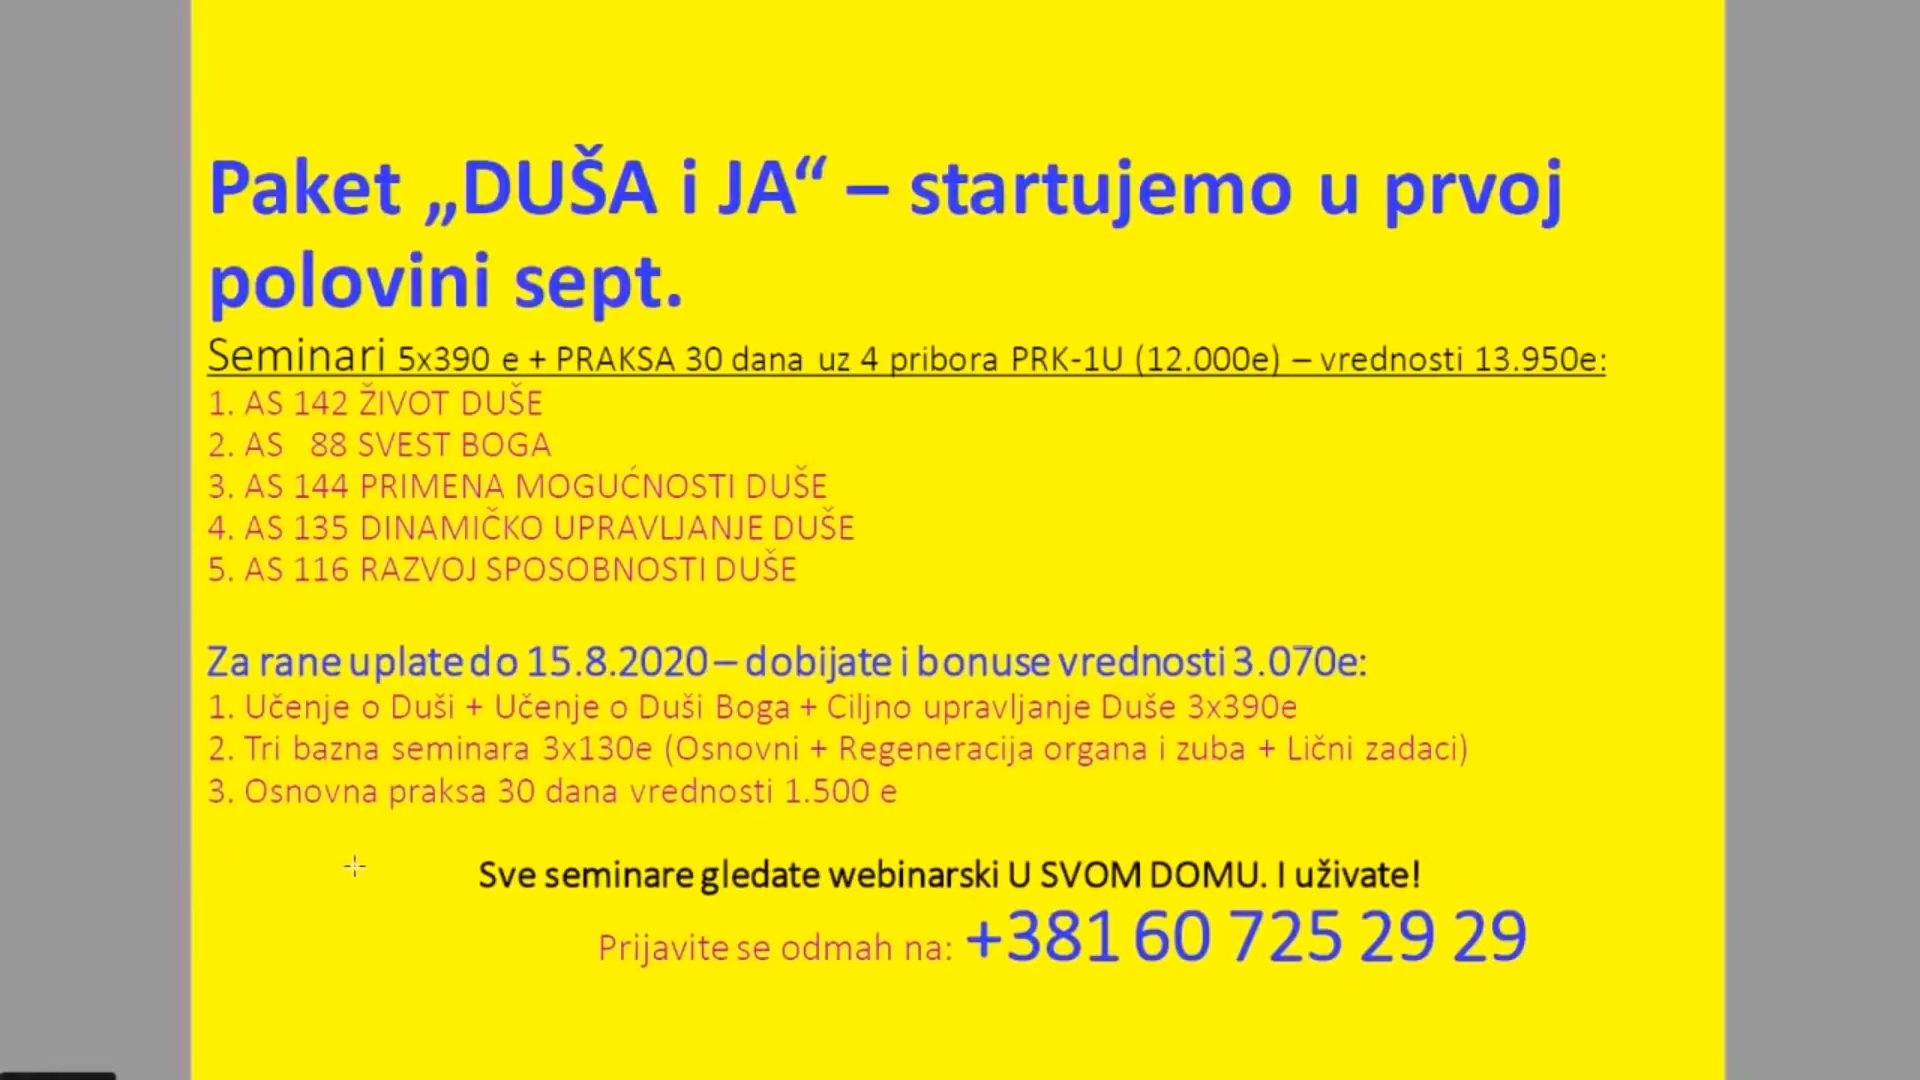 Paket „DUŠA i JA“ – startujemo u prvoj
polovini sept.
Seminari 5x390 e + PRAKSA 30 dana uz 4 pribora PRK-1U (12.000e) – vrednosti 13.950e:
1. AS 142 ŽIVOT DUŠE
2. AS 88 SVEST BOGA
3. AS 144 PRIMENA MOGUĆNOSTI DUŠE
4. AS 135 DINAMIČKO UPRAVLJANJE DUŠE
5. AS 116 RAZVOJ SPOSOBNOSTI DUŠE
Za rane uplate do 15.8.2020 – dobijate i bonuse vrednosti 3.070e:
1. Učenje o Duši + Učenje o Duši Boga + Ciljno upravljanje Duše 3x390e
2. Tri bazna seminara 3x130e (Osnovni + Regeneracija organa i zuba + Lični zadaci)
3. Osnovna praksa 30 dana vrednosti 1.500 e
Sve seminare gledate webinarski U SVOM DOMU. I uživate!
Prijavite se odmah na: +381 60 725 29 29